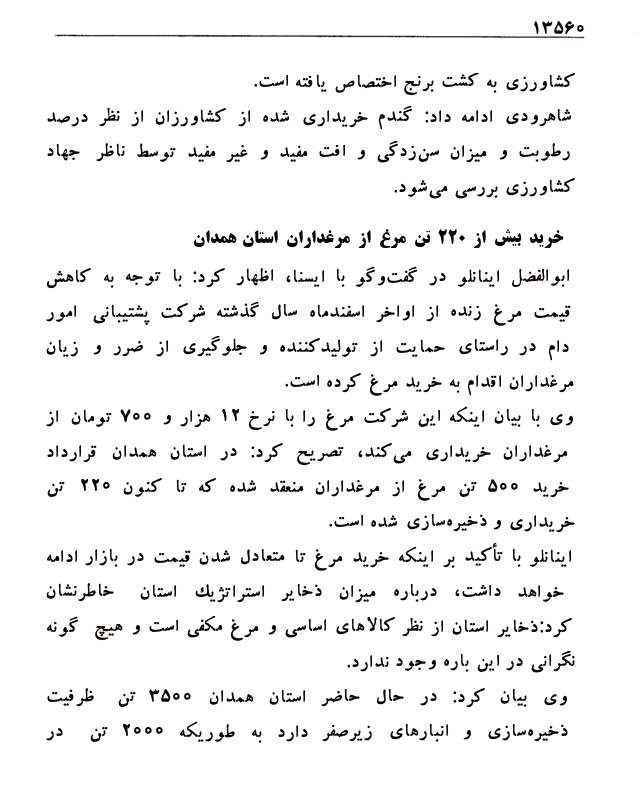 ۱۳۵۶۰
کشاورزی به کشت برنج اختصاص یافته است.
شاهرودی ادامه داد: گندم خریداری شده از کشاورزان از نظر درصد
رطوبت و میزان سن‌زدگی و افت مفید و غیر مفید توسط ناظر جهاد
کشاورزی بررسی می‌شود.
خرید بیش از ۲۲۰ تن مرغ از مرغداران استان همدان
ابوالفضل اینانلو در گفت‌وگو با ایسنا، اظهار کرد: با توجه به کاهش
قیمت مرغ زنده از اواخر اسفندماه سال گذشته شرکت پشتیبانی امور
دام در راستای حمایت از تولیدکننده و جلوگیری از ضرر و زیان
مرغداران اقدام به خرید مرغ کرده است.
وی با بیان اینکه این شرکت مرغ را با نرخ ۱۲ هزار و ۷۰۰ تومان از
مرغداران خریداری می‌کند، تصریح کرد: در استان همدان قرارداد
خرید ۵۰۰ تن مرغ از مرغداران منعقد شده که تا کنون ۲۲۰ تن
خریداری و ذخیره‌سازی شده است.
اینانلو با تأکید بر اینکه خرید مرغ تا متعادل شدن قیمت در بازار ادامه
خواهد داشت، درباره میزان ذخایر استراتژیك استان خاطرنشان
کرد:ذخایر استان از نظر کالاهای اساسی و مرغ مکفی است و هیچ گونه
نگرانی در این باره وجود ندارد.
وی بیان کرد: در حال حاضر استان همدان ۳۵۰۰ تن ظرفیت
ذخیره‌سازی و انبارهای زیرصفر دارد به طوریکه ۲۰۰۰ تن در